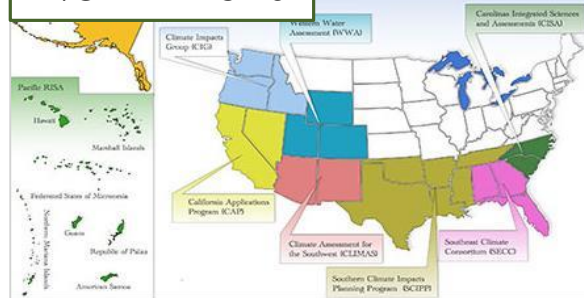 Western Water
Assessment (WWA)
Carolinas Integrated Sciences
and Assessments (CISA)
Climate Impacts
Group (CIG)
Pacific RISA
Hawaii
Marshall Islands
Federated States of Micronesia
Northern Mariana Islands
Guam
Republic of Palau
American Samoa
California Applications
Program (CAP)
Climate Assessment for
the Southwest (CLIMAS)
Southeast Climate
Consortium (SECC)
Southern Climate Impacts
Planning Program (SCIPP)